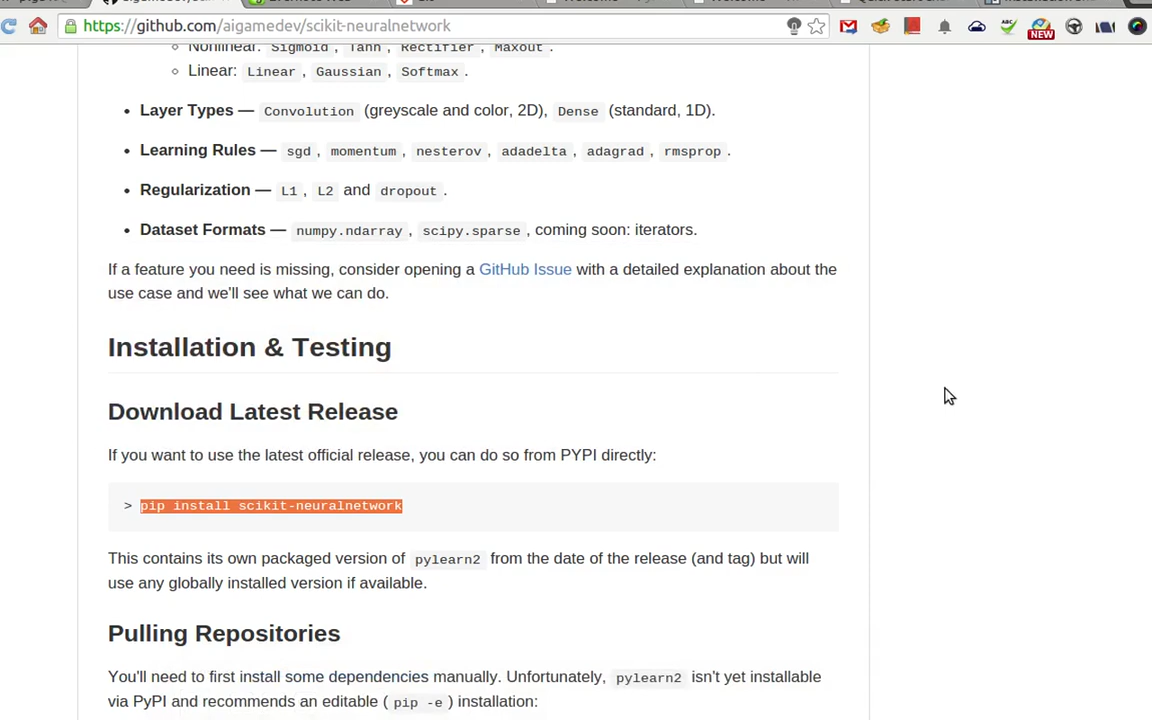 https://github.com/aigamedev/scikit-neuralnetwork
NEW
Nonlinear: Sigmoid, Tanh, Rectifier, Maxout.
Linear: Linear, Gaussian, Softmax.
Layer Types — Convolution (greyscale and color, 2D), Dense (standard, 1D).
Learning Rules — sgd, momentum, nesterov, adadelta, adagrad, rmsprop.
Regularization — L1, L2 and dropout.
Dataset Formats — numpy.ndarray, scipy.sparse, coming soon: iterators.
If a feature you need is missing, consider opening a GitHub Issue with a detailed explanation about the
use case and we'll see what we can do.
Installation & Testing
Download Latest Release
If you want to use the latest official release, you can do so from PYPI directly:
> pip install scikit-neuralnetwork
This contains its own packaged version of pylearn2 from the date of the release (and tag) but will
use any globally installed version if available.
Pulling Repositories
You'll need to first install some dependencies manually. Unfortunately, pylearn2 isn't yet installable
via PyPI and recommends an editable (pip -e) installation: